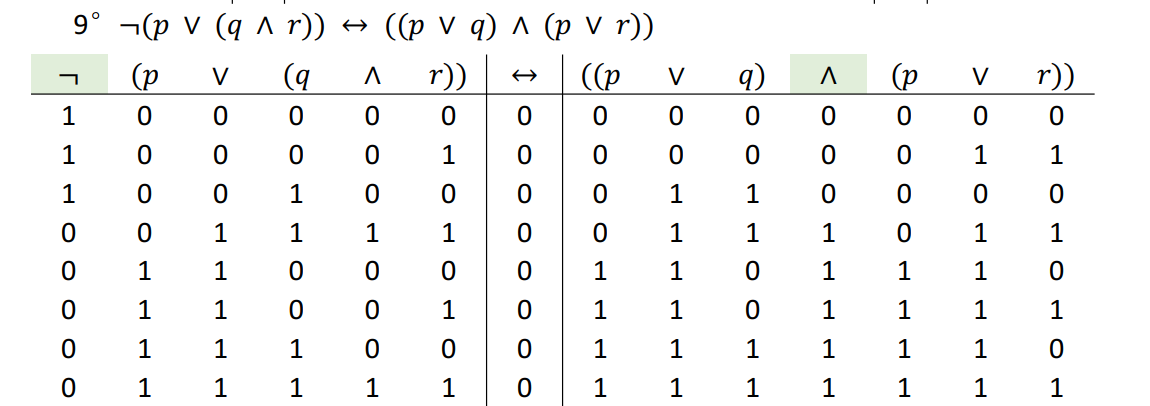 9° ¬(p ∨ (q ∧ r)) ↔ ((p ∨ q) ∧ (p ∨ r))
¬ (p ∨ (q ∧ r)) ↔ ((p ∨ q) ∧ (p ∨ r))
1 0 0 0 0 0 0 0 0 0 0 0 0 0
1 0 0 0 0 1 0 0 0 0 0 0 1 1
1 0 0 1 0 0 0 0 1 1 0 0 0 0
0 0 1 1 1 1 0 0 1 1 1 0 1 1
0 1 1 0 0 0 0 1 1 0 1 1 1 0
0 1 1 0 0 1 0 1 1 0 1 1 1 1
0 1 1 1 0 0 0 1 1 1 1 1 1 0
0 1 1 1 1 1 0 1 1 1 1 1 1 1